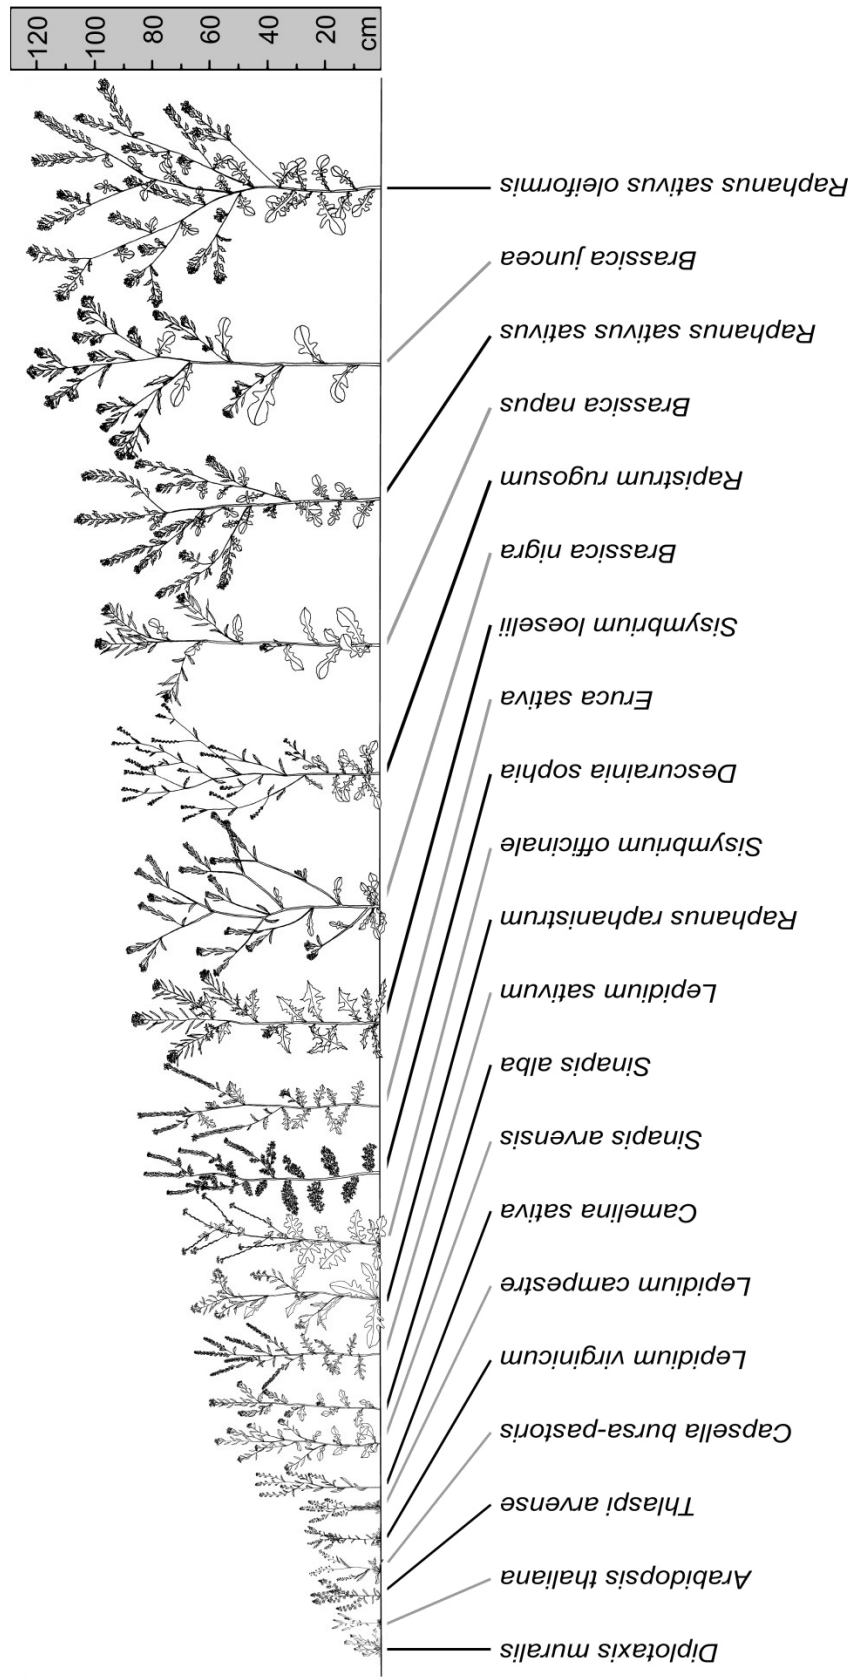 120
100
80
60
40
20
cm
Raphanus sativus oleiformis
Brassica juncea
Raphanus sativus sativus
Brassica napus
Rapistrum rugosum
Brassica nigra
Sisymbrium loeselii
Eruca sativa
Descurainia sophia
Sisymbrium officinale
Raphanus raphanistrum
Lepidium sativum
Sinapis alba
Sinapis arvensis
Camelina sativa
Lepidium campestre
Lepidium virginicum
Capsella bursa-pastoris
Thlaspi arvense
Arabidopsis thaliana
Diplotaxis muralis